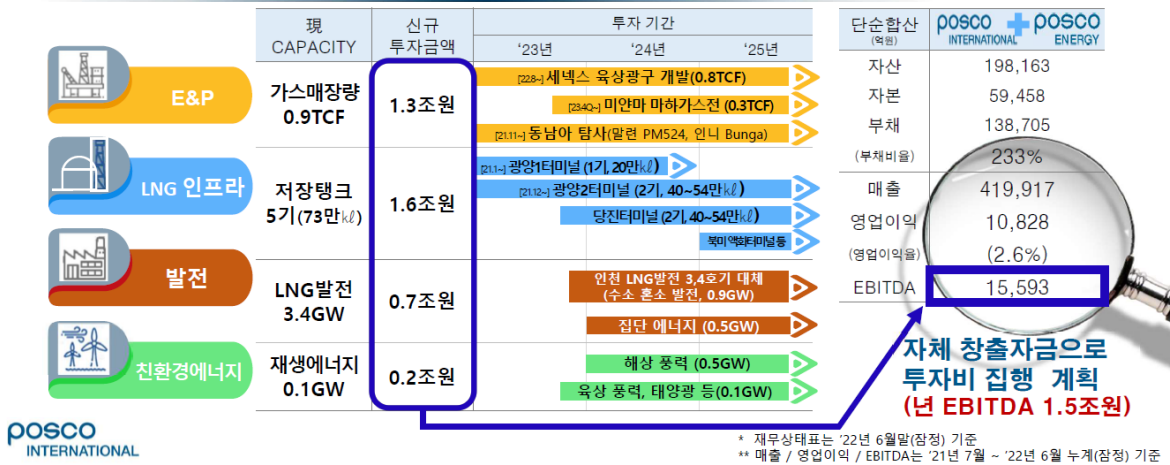 現
CAPACITY
신규
투자금액
투자 기간
‘23년
‘24년
‘25년
E&P
가스매장량
0.9TCF
1.3조원
[22.8~] 세넥스 육상광구 개발(0.8TCF)
[23.4Q~] 미얀마 마하가스전 (0.3TCF)
[21.11~] 동남아 탐사(말련 PM524, 인니 Bunga)
LNG 인프라
저장탱크
5기(73만㎘)
1.6조원
[21.1~] 광양1터미널 (1기, 20만㎘)
[21.12~] 광양2터미널 (2기, 40~54만㎘)
당진터미널 (2기, 40~54만㎘)
북미 액화터미널 등
발전
LNG발전
3.4GW
0.7조원
인천 LNG발전 3,4호기 대체
(수소 혼소 발전, 0.9GW)
집단 에너지 (0.5GW)
친환경에너지
재생에너지
0.1GW
0.2조원
해상 풍력 (0.5GW)
육상 풍력, 태양광 등(0.1GW)
단순합산
(억원)
posco
INTERNATIONAL
posco
ENERGY
자산 198,163
자본 59,458
부채 138,705
(부채비율) 233%
매출 419,917
영업이익 10,828
(영업이익율) (2.6%)
EBITDA 15,593
자체 창출자금으로
투자비 집행 계획
(년 EBITDA 1.5조원)
posco
INTERNATIONAL
* 재무상태표는 ’22년 6월말(잠정) 기준
** 매출 / 영업이익 / EBITDA는 ’21년 7월 ~ ’22년 6월 누계(잠정) 기준